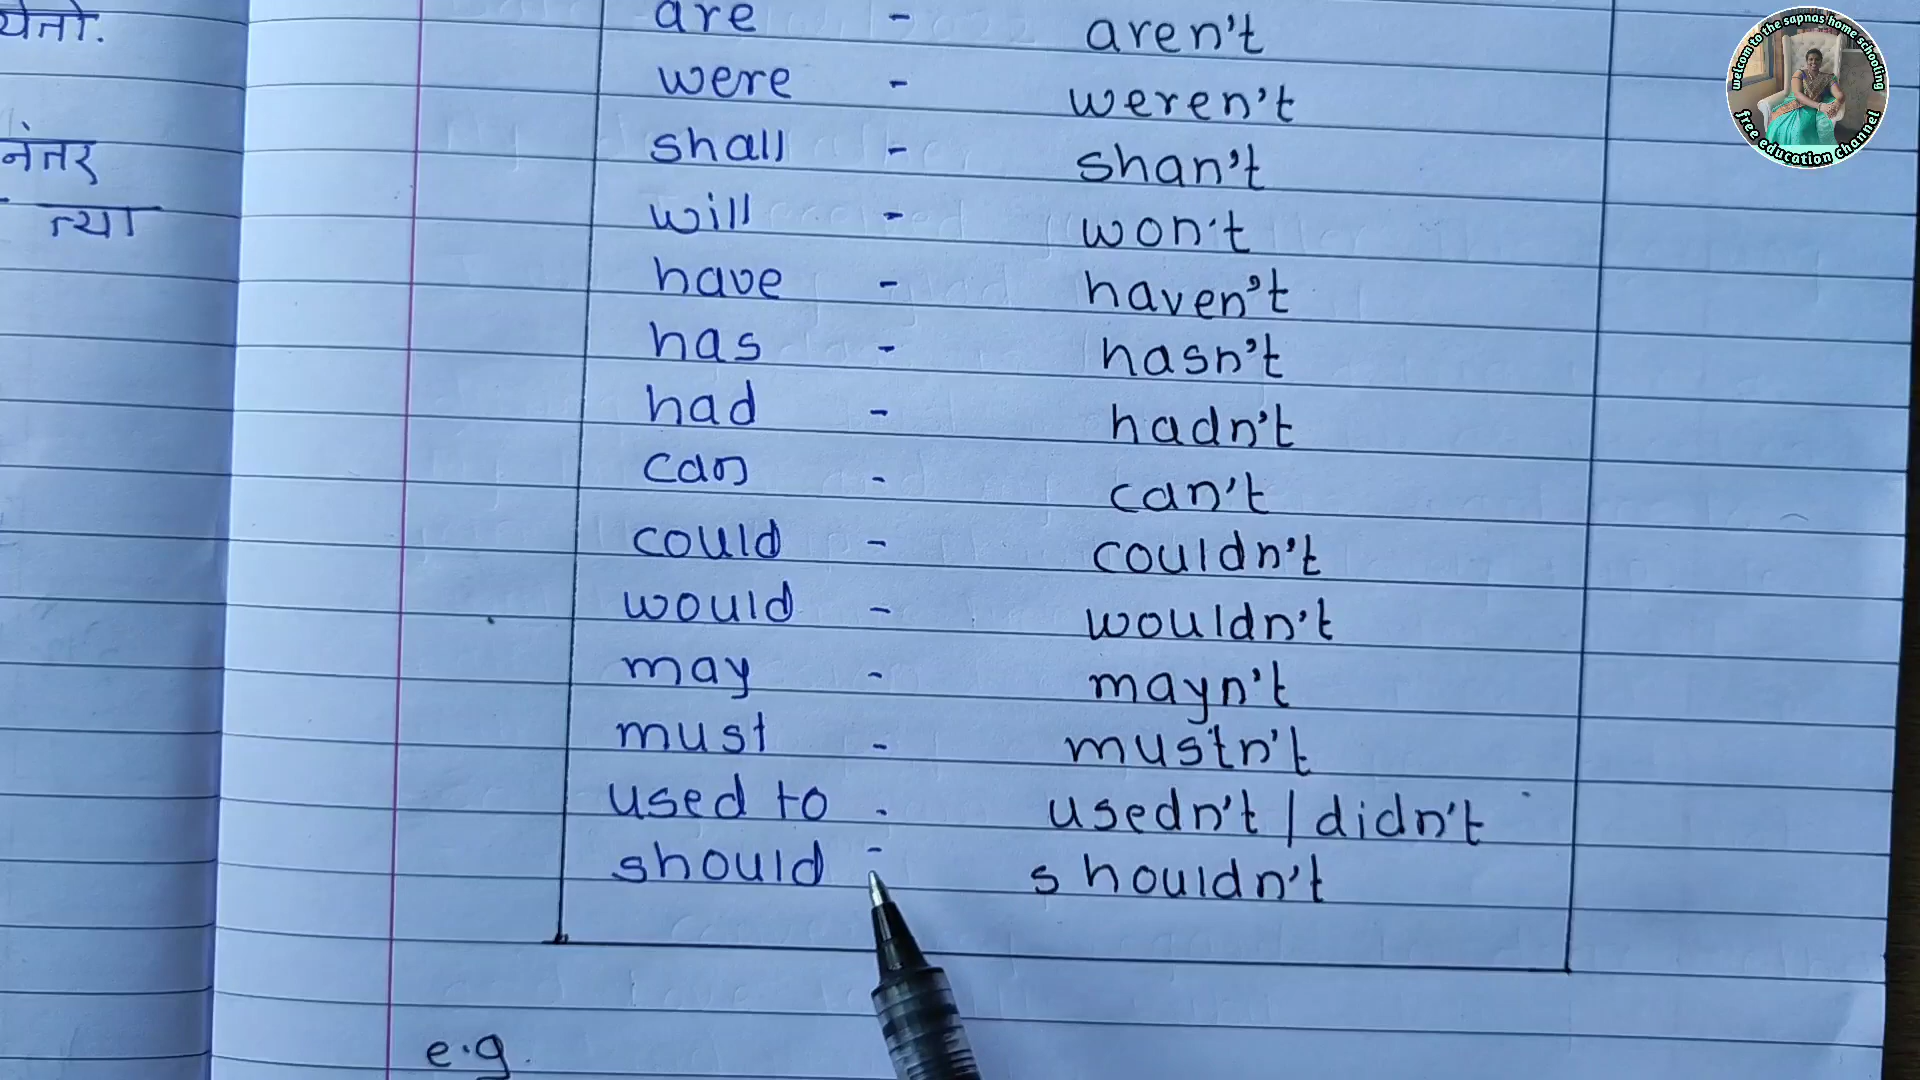 येतो.
नंतर
त्या
are - aren't
were - weren't
shall - shan't
will - won't
have - haven't
has - hasn't
had - hadn't
can - can't
could - couldn't
would - wouldn't
may - mayn't
must - mustn't
used to - usedn't / didn't
should - shouldn't
e.g.
welcom to the sapnas home schooling
free education channel